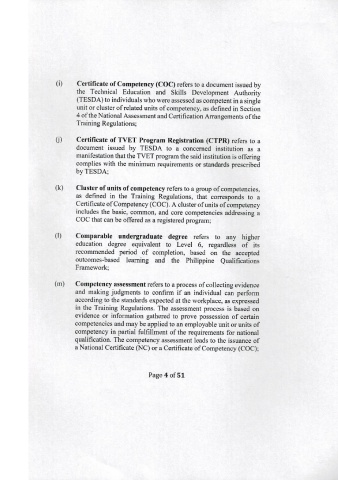 (i) Certificate of Competency (COC) refers to a document issued by
the Technical Education and Skills Development Authority
(TESDA) to individuals who were assessed as competent in a single
unit or cluster of related units of competency, as defined in Section
4 of the National Assessment and Certification Arrangements of the
Training Regulations;
(j) Certificate of TVET Program Registration (CTPR) refers to a
document issued by TESDA to a concerned institution as a
manifestation that the TVET program the said institution is offering
complies with the minimum requirements or standards prescribed
by TESDA;
(k) Cluster of units of competency refers to a group of competencies,
as defined in the Training Regulations, that corresponds to a
Certificate of Competency (COC). A cluster of units of competency
includes the basic, common, and core competencies addressing a
COC that can be offered as a registered program;
(l) Comparable undergraduate degree refers to any higher
education degree equivalent to Level 6, regardless of its
recommended period of completion, based on the accepted
outcomes-based learning and the Philippine Qualifications
Framework;
(m) Competency assessment refers to a process of collecting evidence
and making judgments to confirm if an individual can perform
according to the standards expected at the workplace, as expressed
in the Training Regulations. The assessment process is based on
evidence or information gathered to prove possession of certain
competencies and may be applied to an employable unit or units of
competency in partial fulfillment of the requirements for national
qualification. The competency assessment leads to the issuance of
a National Certificate (NC) or a Certificate of Competency (COC);
Page 4 of 51